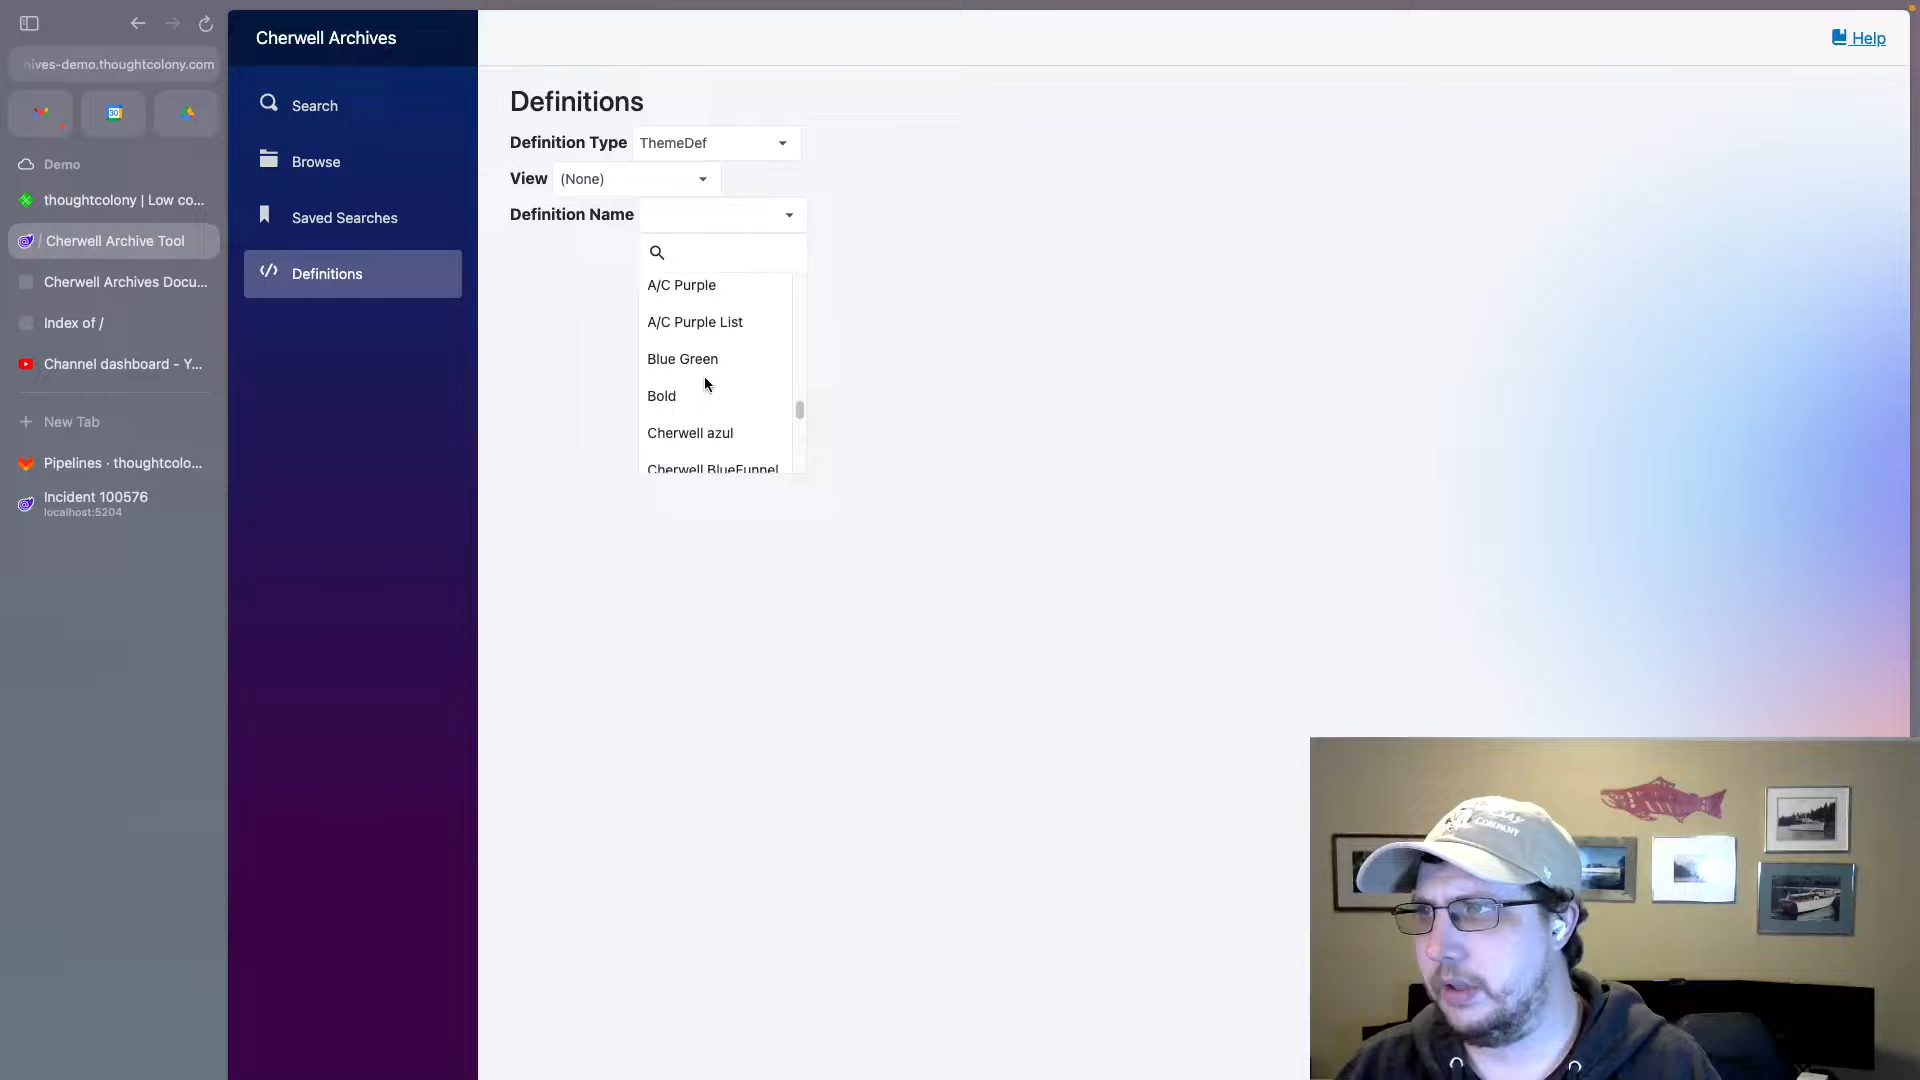 Cherwell Archives
Help
ives-demo.thoughtcolony.com
Search
Browse
Saved Searches
Definitions
30
Demo
thoughtcolony | Low co...
/ Cherwell Archive Tool
Cherwell Archives Docu...
Index of /
Channel dashboard - Y...
New Tab
Pipelines · thoughtcolo...
Incident 100576
localhost:5204
Definitions
Definition Type ThemeDef
View (None)
Definition Name
A/C Purple
A/C Purple List
Blue Green
Bold
Cherwell azul
Cherwell BlueFunnel
COMPANY